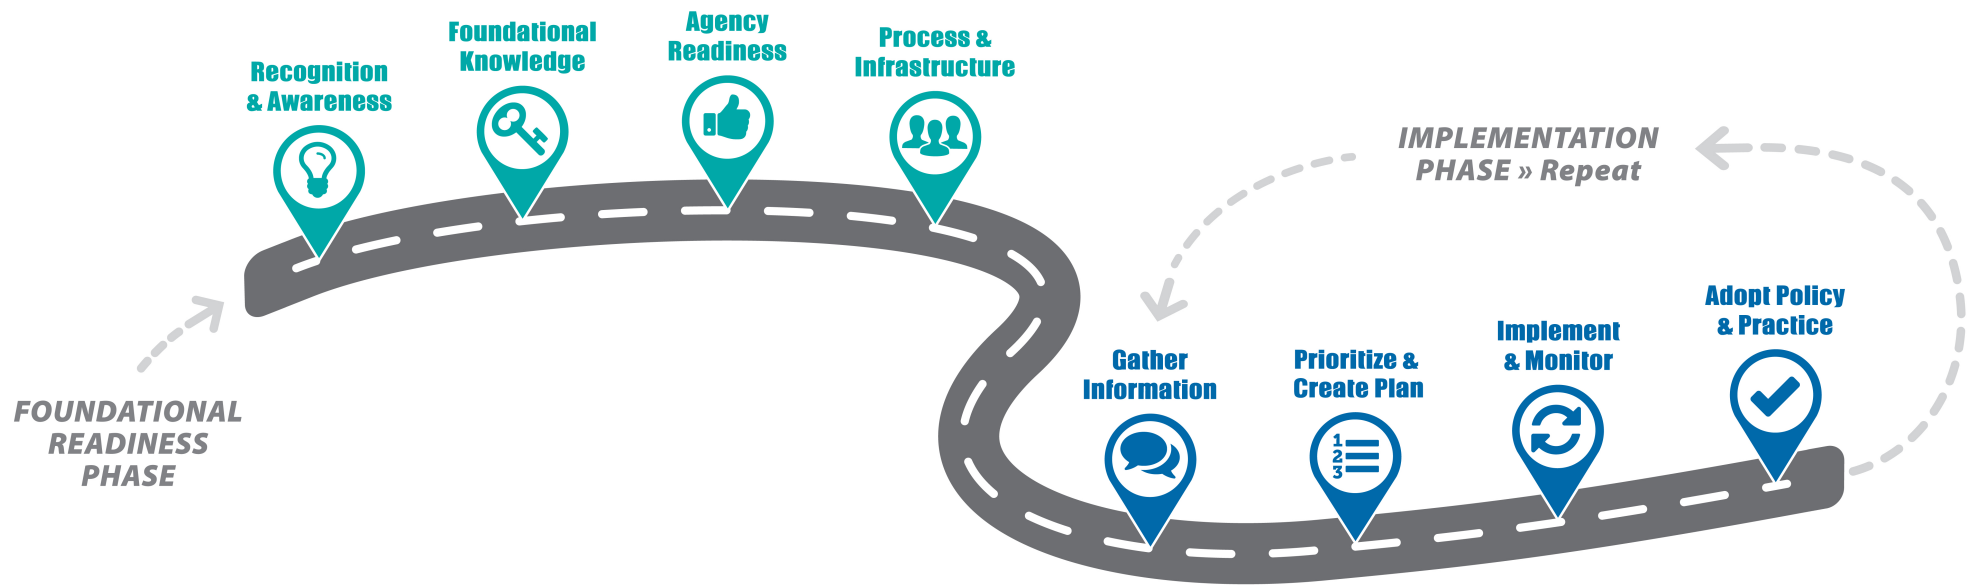 FOUNDATIONAL
READINESS
PHASE
Recognition
& Awareness
Foundational
Knowledge
Agency
Readiness
Process &
Infrastructure
IMPLEMENTATION
PHASE » Repeat
Gather
Information
Prioritize &
Create Plan
1
2
3
Implement
& Monitor
Adopt Policy
& Practice